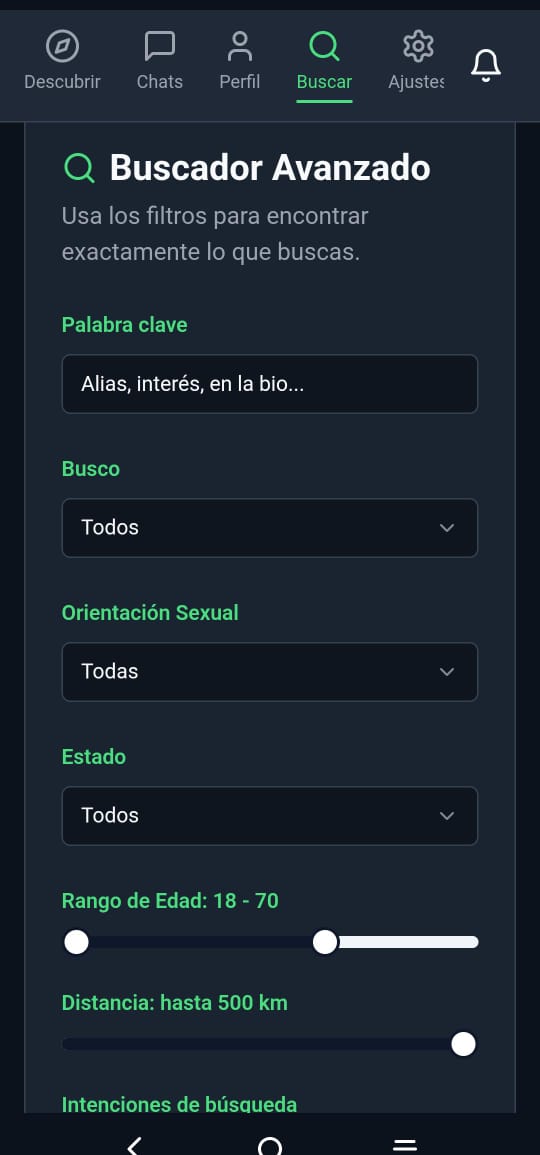 Descubrir
Chats
Perfil
Buscar
Ajustes
Buscador Avanzado
Usa los filtros para encontrar
exactamente lo que buscas.
Palabra clave
Alias, interés, en la bio...
Busco
Todos
Orientación Sexual
Todas
Estado
Todos
Rango de Edad: 18 - 70
Distancia: hasta 500 km
Intenciones de búsqueda